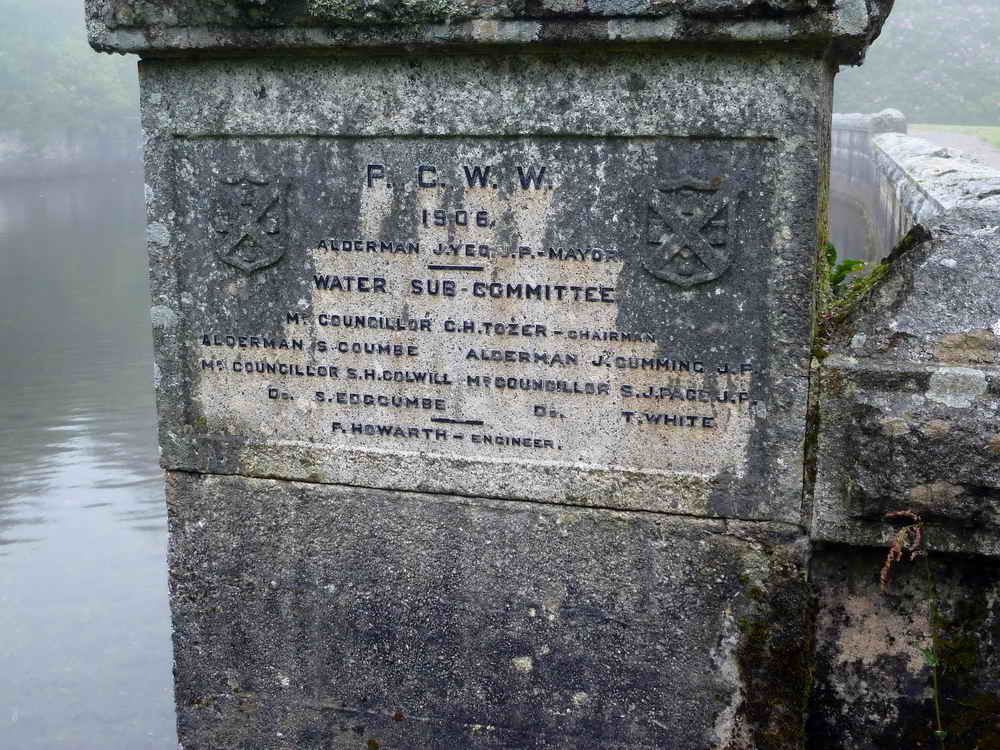 P. C. W. W.
1906.
ALDERMAN J. YEO J.P. - MAYOR
WATER SUB-COMMITTEE
MR COUNCILLOR C.H. TOZER - CHAIRMAN
ALDERMAN S. COUMBE ALDERMAN J. CUMMING J.P.
MR COUNCILLOR S.H. COLWILL MR COUNCILLOR S.J. PAGE J.P.
DO. S. EDGCUMBE DO. T. WHITE
F. HOWARTH - ENGINEER.